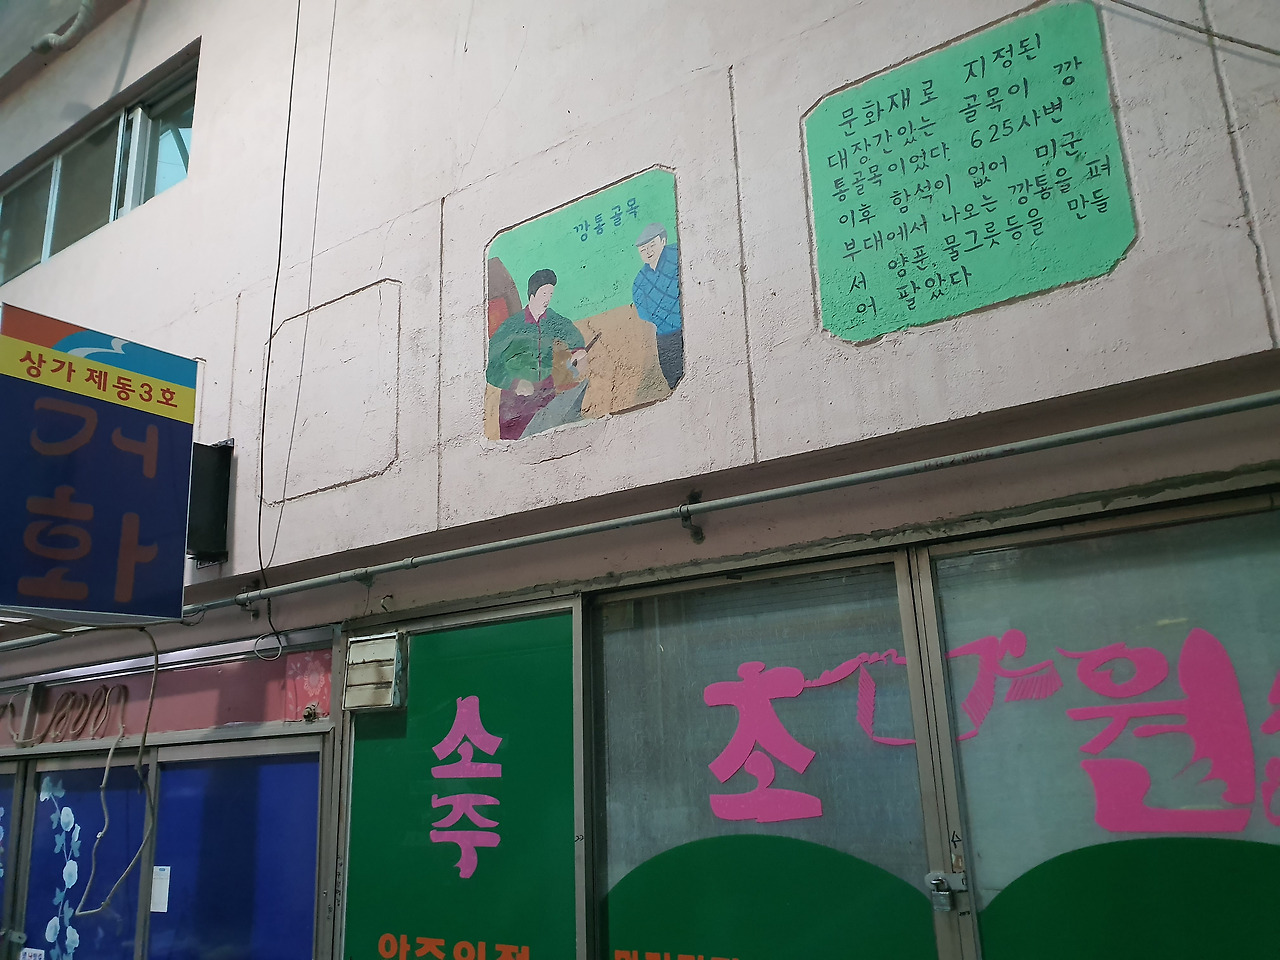 문화재로 지정된
대장간있는 골목이 깡
통골목이었다. 625사변
이후 함석이 없어 미군
부대에서 나오는 깡통을 펴
서 양푼,물그릇등을 만들
어 팔았다
깡통골목
상가 제동3호
화
소
주
초원